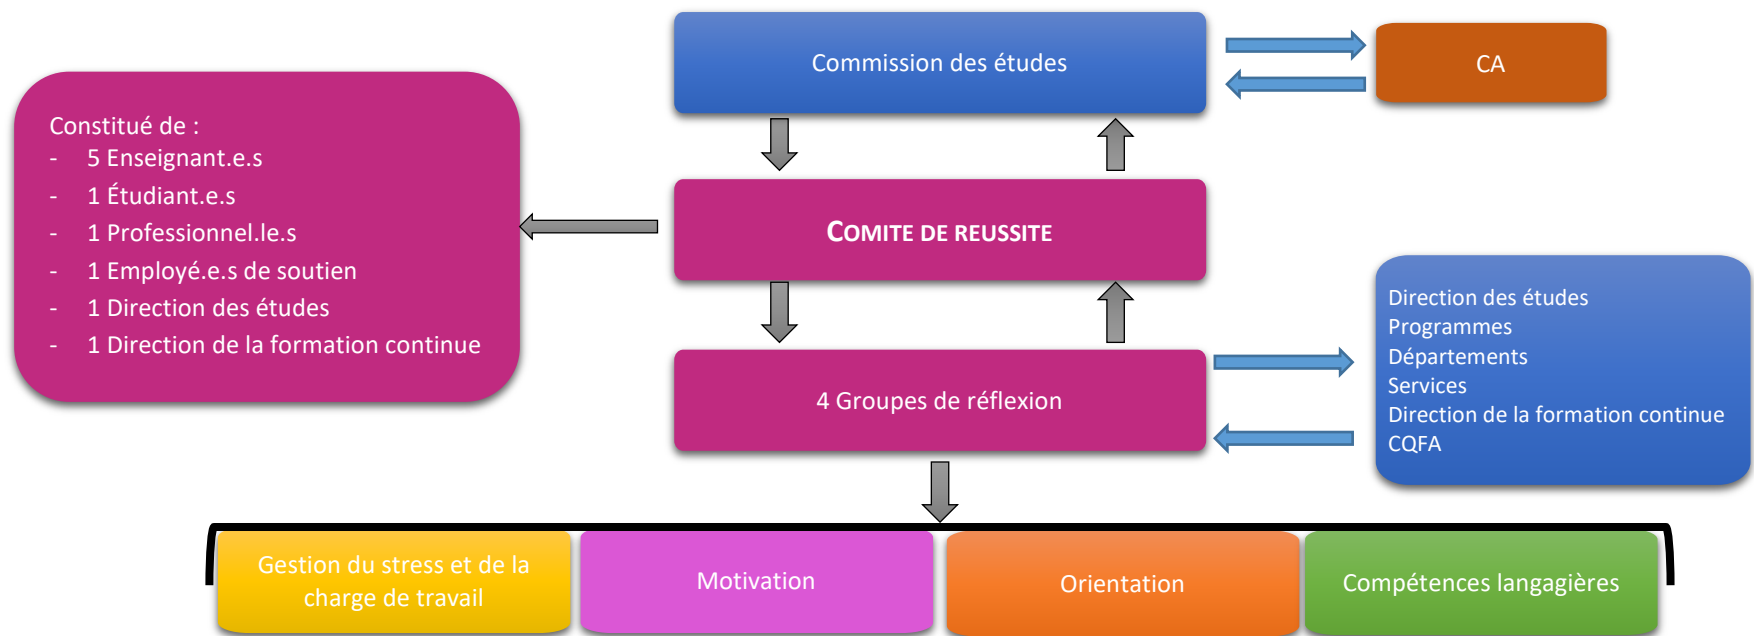 Commission des études
CA
Constitué de :
- 5 Enseignant.e.s
- 1 Étudiant.e.s
- 1 Professionnel.le.s
- 1 Employé.e.s de soutien
- 1 Direction des études
- 1 Direction de la formation continue
COMITE DE REUSSITE
Direction des études
Programmes
Départements
Services
Direction de la formation continue
CQFA
4 Groupes de réflexion
Gestion du stress et de la
charge de travail
Motivation
Orientation
Compétences langagières